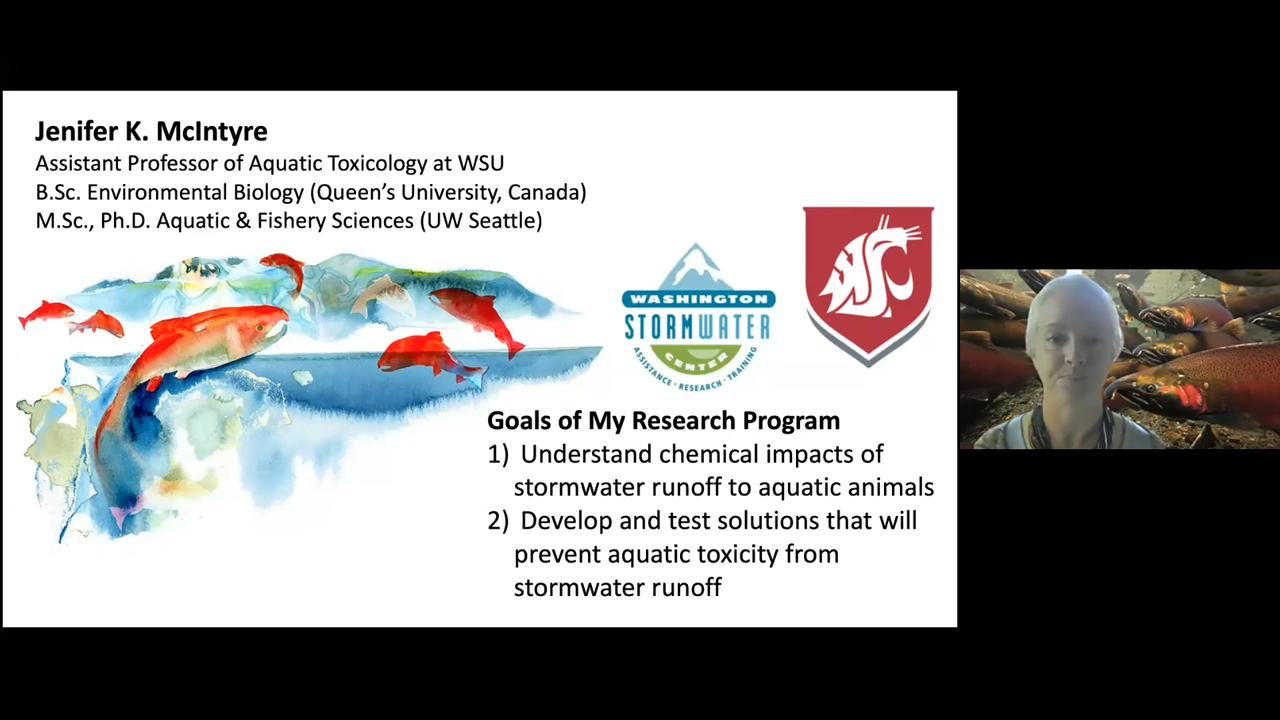 Jenifer K. McIntyre
Assistant Professor of Aquatic Toxicology at WSU
B.Sc. Environmental Biology (Queen’s University, Canada)
M.Sc., Ph.D. Aquatic & Fishery Sciences (UW Seattle)
WASHINGTON
STORMWATER
CENTER
ASSISTANCE · RESEARCH · TRAINING
WSU
Goals of My Research Program
1) Understand chemical impacts of
stormwater runoff to aquatic animals
2) Develop and test solutions that will
prevent aquatic toxicity from
stormwater runoff